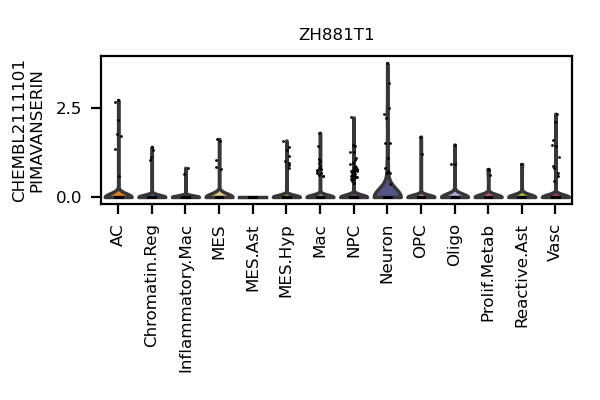 ZH881T1
CHEMBL2111101
PIMAVANSERIN
2.5
0.0
AC
Chromatin.Reg
Inflammatory.Mac
MES
MES.Ast
MES.Hyp
Mac
NPC
Neuron
OPC
Oligo
Prolif.Metab
Reactive.Ast
Vasc